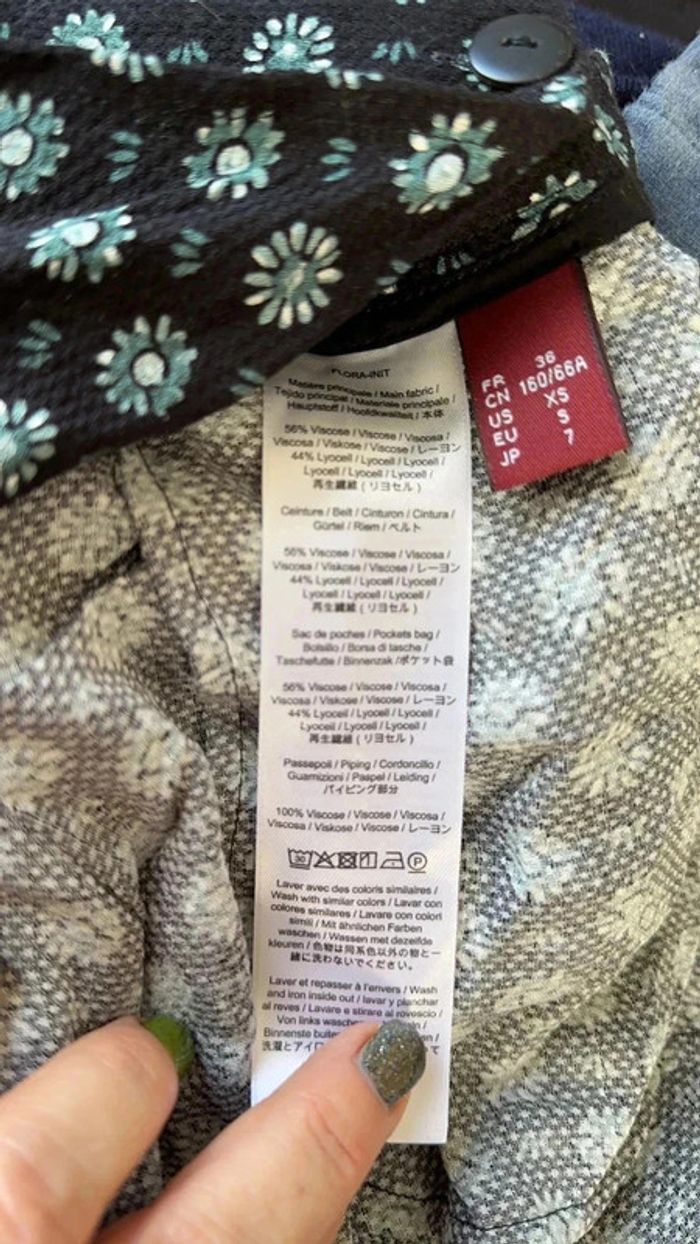 FLORA-INIT
Matière principale / Main fabric /
Tejido principal / Materiale principale /
Hauptstoff / Hoofdkwaliteit / 本体
56% Viscose / Viscose / Viscosa /
Viscosa / Viskose / Viscose / レーヨン
44% Lyocell / Lyocell / Lyocell /
Lyocell / Lyocell / Lyocell /
再生繊維 ( リヨセル )
Ceinture / Belt / Cinturon / Cintura /
Gürtel / Riem / ベルト
56% Viscose / Viscose / Viscosa /
Viscosa / Viskose / Viscose / レーヨン
44% Lyocell / Lyocell / Lyocell /
Lyocell / Lyocell / Lyocell /
再生繊維 ( リヨセル )
Sac de poches / Pockets bag /
Bolsillo / Borsa di tasche /
Taschefutte / Binnenzak /ポケット袋
56% Viscose / Viscose / Viscosa /
Viscosa / Viskose / Viscose / レーヨン
44% Lyocell / Lyocell / Lyocell /
Lyocell / Lyocell / Lyocell /
再生繊維 ( リヨセル )
Passepoil / Piping / Cordoncillo /
Guarnizioni / Paspel / Leiding /
パイピング部分
100% Viscose / Viscose / Viscosa /
Viscosa / Viskose / Viscose / レーヨン
30 P
Laver avec des coloris similaires /
Wash with similar colors / Lavar con
colores similares / Lavare con colori
simili / Mit ähnlichen Farben
waschen / Wassen met dezelfde
kleuren / 色物は同系色以外の物と一
緒に洗わないでください。
Laver et repasser à l'envers / Wash
and iron inside out / lavar y planchar
al reves / Lavare e stirare al rovescio /
Von links
Binnenste
洗濯とアイ
FR 36
CN 160/66A
US XS
EU S
JP 7